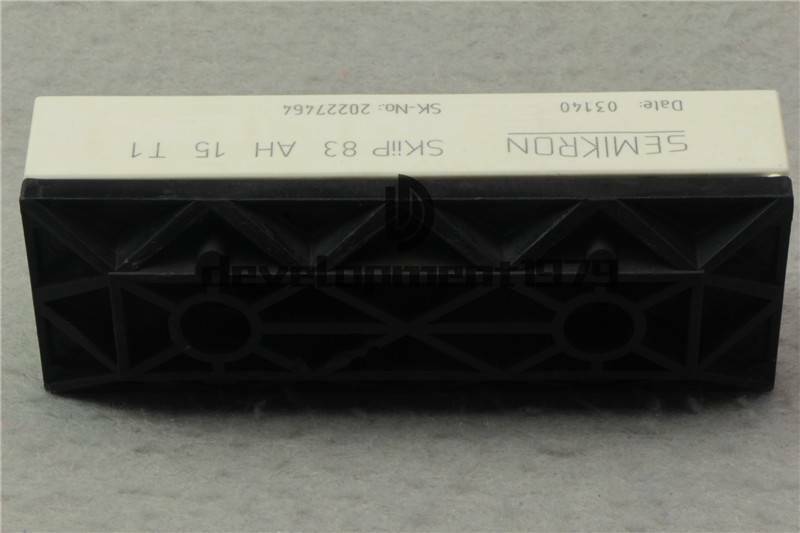 SEMIKRON SKiiP 83 AH 15 T1
Date: 03140 SK-No.: 20227464
development1979